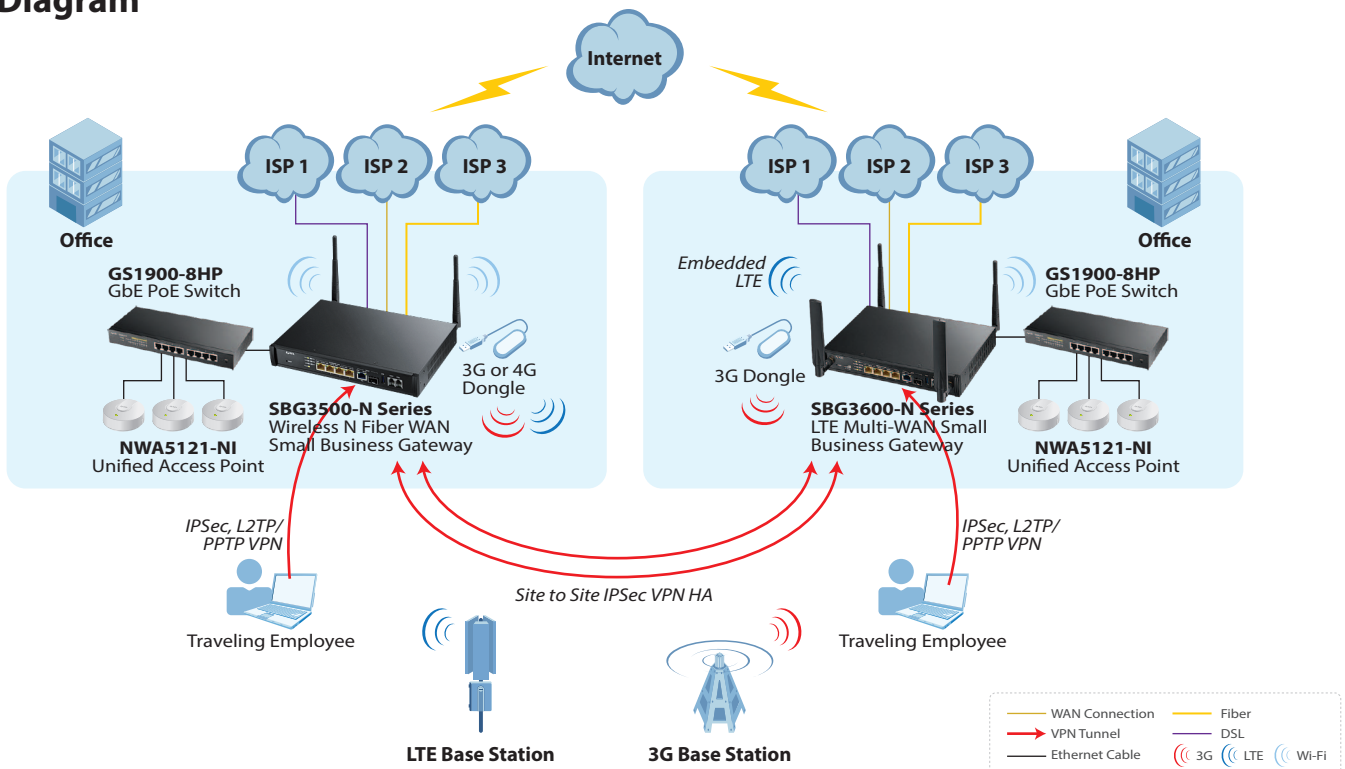 Diagram
Internet
ISP 1
ISP 2
ISP 3
ISP 1
ISP 2
ISP 3
Office
Office
GS1900-8HP
GbE PoE Switch
Embedded
LTE
GS1900-8HP
GbE PoE Switch
3G or 4G
Dongle
3G Dongle
SBG3500-N Series
Wireless N Fiber WAN
Small Business Gateway
SBG3600-N Series
LTE Multi-WAN Small
Business Gateway
NWA5121-NI
Unified Access Point
NWA5121-NI
Unified Access Point
IPSec, L2TP/
PPTP VPN
IPSec, L2TP/
PPTP VPN
Site to Site IPSec VPN HA
Traveling Employee
Traveling Employee
LTE Base Station
3G Base Station
WAN Connection
Fiber
VPN Tunnel
DSL
Ethernet Cable
3G
LTE
Wi-Fi